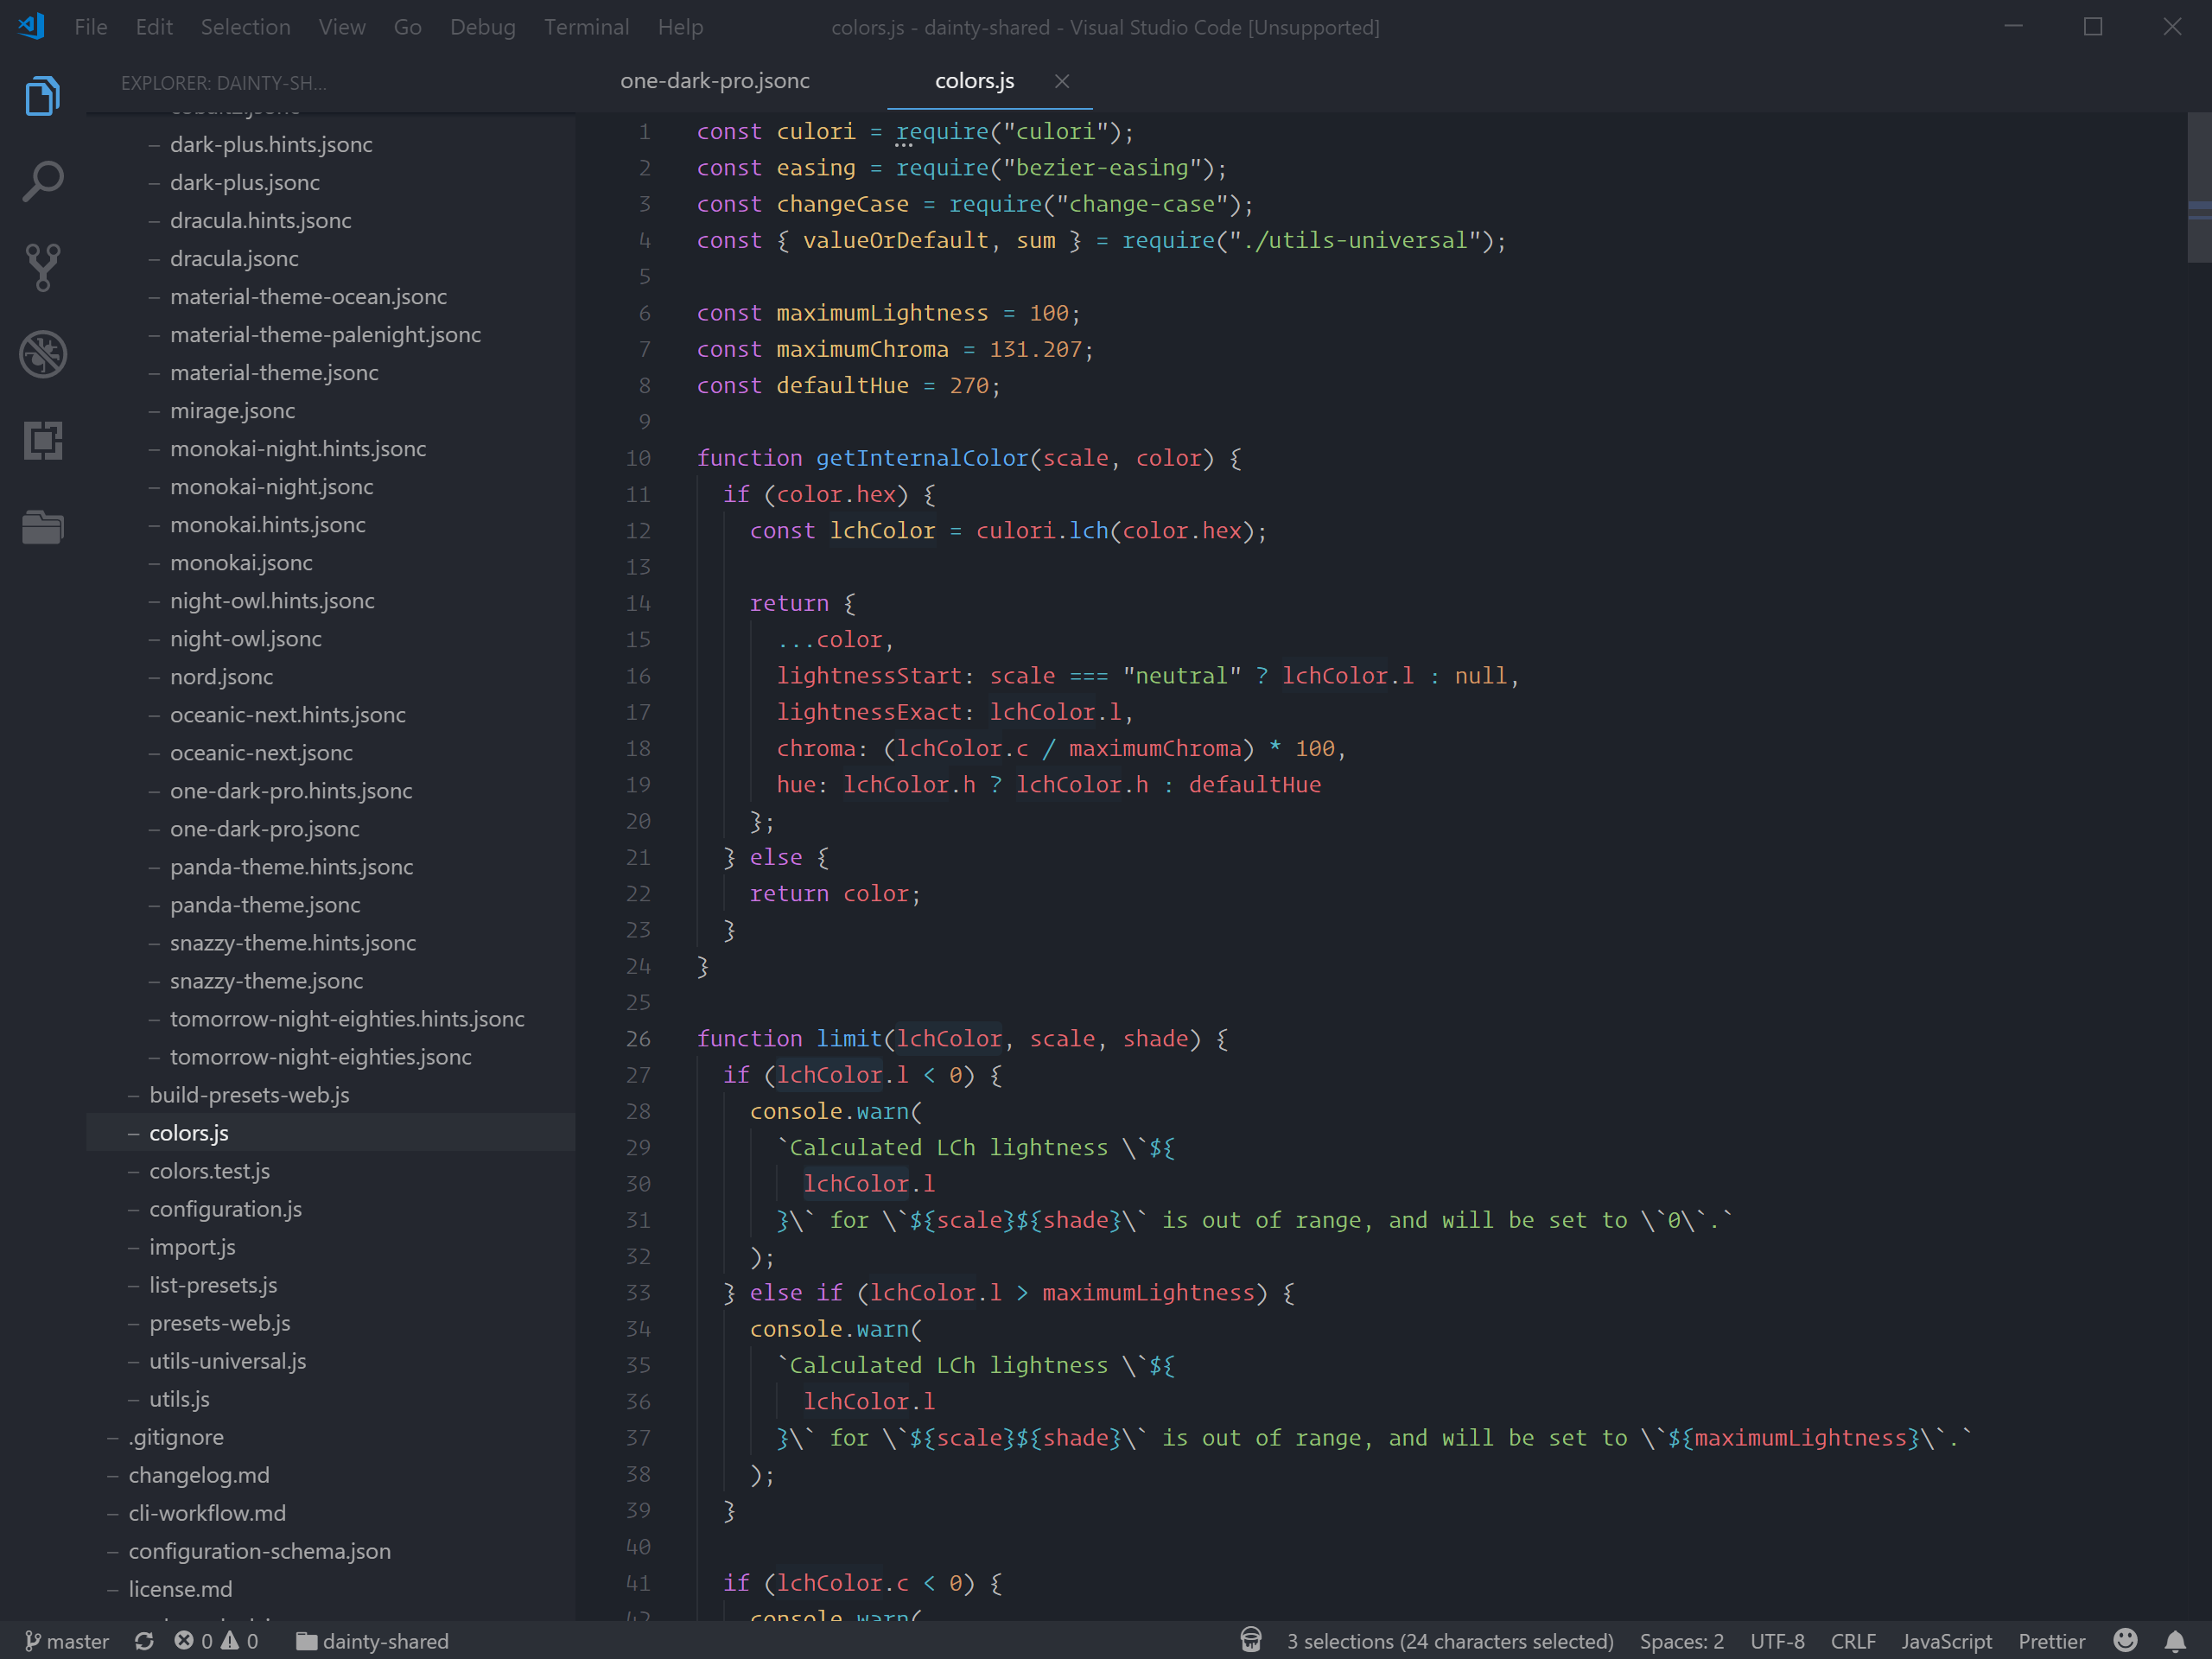 File Edit Selection View Go Debug Terminal Help colors.js - dainty-shared - Visual Studio Code [Unsupported]
EXPLORER: DAINTY-SH...
dark-plus.hints.jsonc
dark-plus.jsonc
dracula.hints.jsonc
dracula.jsonc
material-theme-ocean.jsonc
material-theme-palenight.jsonc
material-theme.jsonc
mirage.jsonc
monokai-night.hints.jsonc
monokai-night.jsonc
monokai.hints.jsonc
monokai.jsonc
night-owl.hints.jsonc
night-owl.jsonc
nord.jsonc
oceanic-next.hints.jsonc
oceanic-next.jsonc
one-dark-pro.hints.jsonc
one-dark-pro.jsonc
panda-theme.hints.jsonc
panda-theme.jsonc
snazzy-theme.hints.jsonc
snazzy-theme.jsonc
tomorrow-night-eighties.hints.jsonc
tomorrow-night-eighties.jsonc
build-presets-web.js
colors.js
colors.test.js
configuration.js
import.js
list-presets.js
presets-web.js
utils-universal.js
utils.js
.gitignore
changelog.md
cli-workflow.md
configuration-schema.json
license.md
one-dark-pro.jsonc colors.js
1 const culori = require("culori");
2 const easing = require("bezier-easing");
3 const changeCase = require("change-case");
4 const { valueOrDefault, sum } = require("./utils-universal");
5
6 const maximumLightness = 100;
7 const maximumChroma = 131.207;
8 const defaultHue = 270;
9
10 function getInternalColor(scale, color) {
11   if (color.hex) {
12     const lchColor = culori.lch(color.hex);
13
14     return {
15       ...color,
16       lightnessStart: scale === "neutral" ? lchColor.l : null,
17       lightnessExact: lchColor.l,
18       chroma: (lchColor.c / maximumChroma) * 100,
19       hue: lchColor.h ? lchColor.h : defaultHue
20     };
21   } else {
22     return color;
23   }
24 }
25
26 function limit(lchColor, scale, shade) {
27   if (lchColor.l < 0) {
28     console.warn(
29       `Calculated LCh lightness \`${
30         lchColor.l
31       }\` for \`${scale}${shade}\` is out of range, and will be set to \`0\`.`
32     );
33   } else if (lchColor.l > maximumLightness) {
34     console.warn(
35       `Calculated LCh lightness \`${
36         lchColor.l
37       }\` for \`${scale}${shade}\` is out of range, and will be set to \`${maximumLightness}\`.`
38     );
39   }
40
41   if (lchColor.c < 0) {
42     console.warn(
master 0 0 dainty-shared 3 selections (24 characters selected) Spaces: 2 UTF-8 CRLF JavaScript Prettier